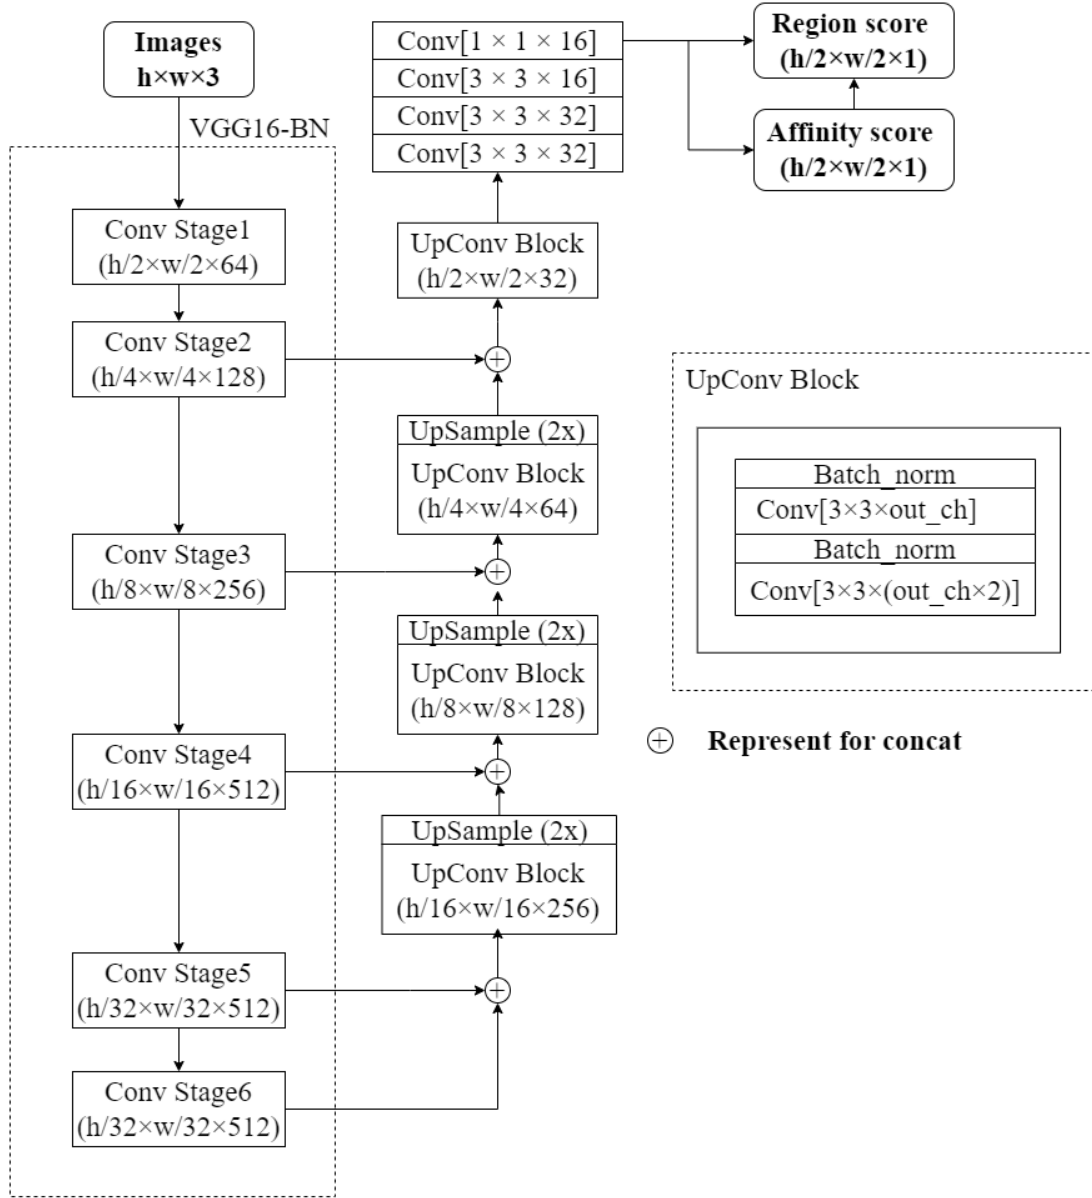 Images
h×w×3
VGG16-BN
Conv Stage1
(h/2×w/2×64)
Conv Stage2
(h/4×w/4×128)
Conv Stage3
(h/8×w/8×256)
Conv Stage4
(h/16×w/16×512)
Conv Stage5
(h/32×w/32×512)
Conv Stage6
(h/32×w/32×512)
Conv[1 × 1 × 16]
Conv[3 × 3 × 16]
Conv[3 × 3 × 32]
Conv[3 × 3 × 32]
UpConv Block
(h/2×w/2×32)
UpSample (2x)
UpConv Block
(h/4×w/4×64)
UpSample (2x)
UpConv Block
(h/8×w/8×128)
UpSample (2x)
UpConv Block
(h/16×w/16×256)
Region score
(h/2×w/2×1)
Affinity score
(h/2×w/2×1)
UpConv Block
Batch_norm
Conv[3×3×out_ch]
Batch_norm
Conv[3×3×(out_ch×2)]
Represent for concat